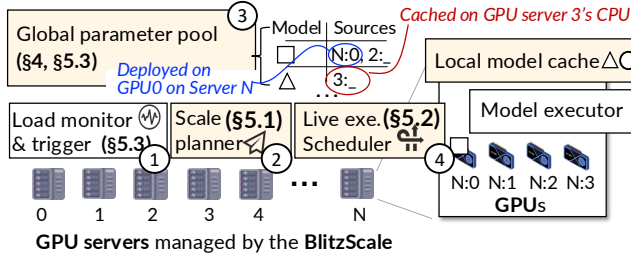 3
Model Sources
Cached on GPU server 3's CPU
Global parameter pool
(§4, §5.3)
N:0, 2:_
Deployed on
GPU0 on Server N
3:_
...
Local model cache
Load monitor
& trigger (§5.3)
1
Scale (§5.1)
planner
2
Live exe.(§5.2)
Scheduler
4
Model executor
N:0 N:1 N:2 N:3
GPUs
...
0 1 2 3 4 N
GPU servers managed by the BlitzScale